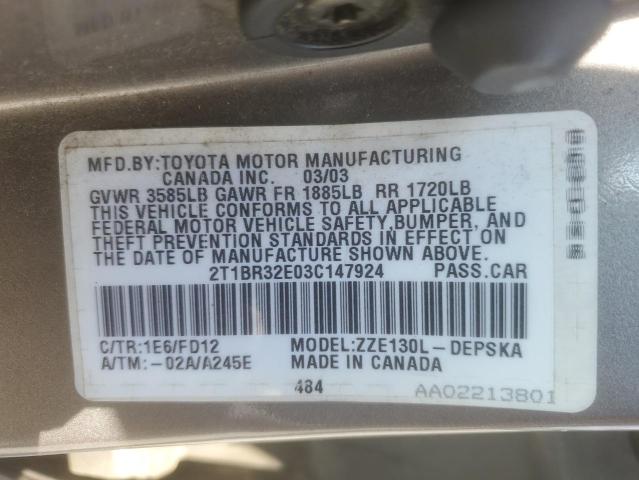 MFD.BY:TOYOTA MOTOR MANUFACTURING
CANADA INC. 03/03
GVWR 3585LB GAWR FR 1885LB RR 1720LB
THIS VEHICLE CONFORMS TO ALL APPLICABLE
FEDERAL MOTOR VEHICLE SAFETY,BUMPER, AND
THEFT PREVENTION STANDARDS IN EFFECT ON
THE DATE OF MANUFACTURE SHOWN ABOVE.
2T1BR32E03C147924 PASS.CAR
C/TR:1E6/FD12 MODEL:ZZE130L-DEPSKA
A/TM:-02A/A245E MADE IN CANADA
484 AA02213801